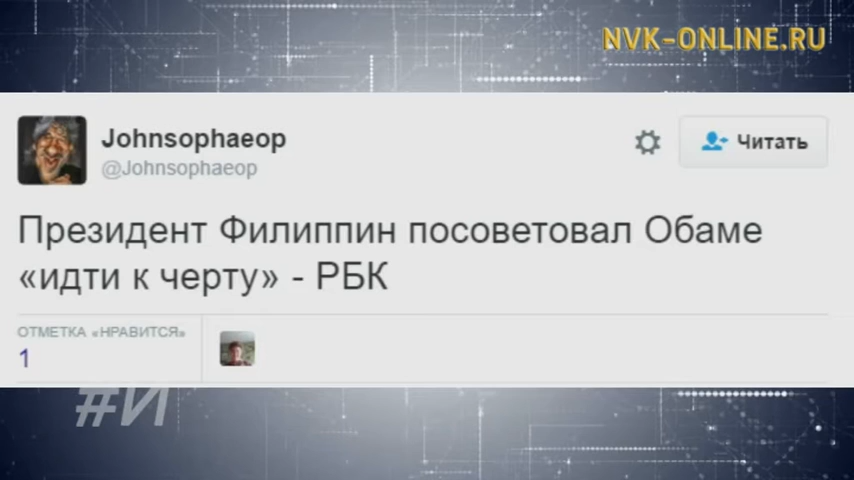 NVK-ONLINE.RU
Johnsophaeop
@Johnsophaeop
Читать
Президент Филиппин посоветовал Обаме
«идти к черту» - РБК
ОТМЕТКА «НРАВИТСЯ»
1
#И